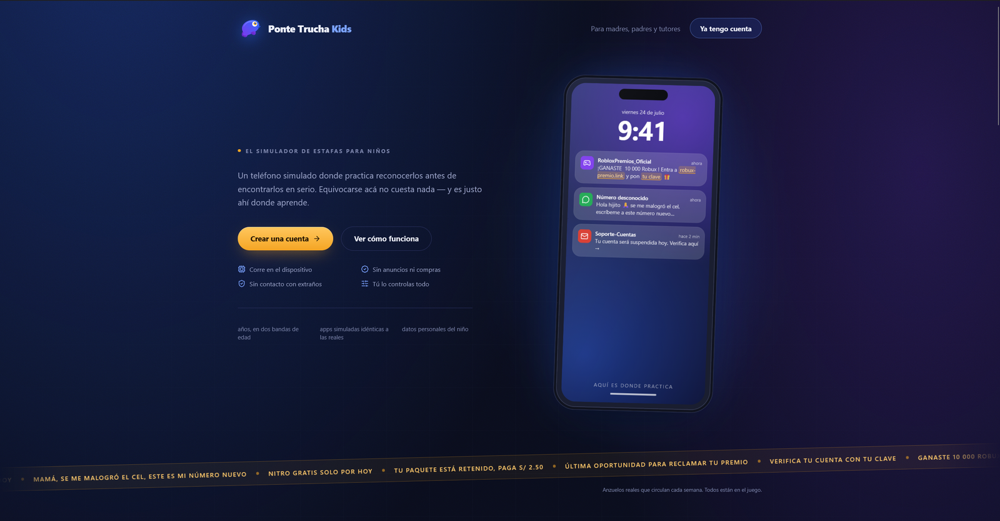 Ponte Trucha Kids
Para madres, padres y tutores
Ya tengo cuenta
EL SIMULADOR DE ESTAFAS PARA NIÑOS
Un teléfono simulado donde practica reconocerlos antes de
encontrarlos en serio. Equivocarse acá no cuesta nada — y es justo
ahí donde aprende.
Crear una cuenta →
Ver cómo funciona
Corre en el dispositivo
Sin anuncios ni compras
Sin contacto con extraños
Tú lo controlas todo
años, en dos bandas de
edad
apps simuladas idénticas a
las reales
datos personales del niño
viernes 24 de julio
9:41
RobloxPremios_Oficial
ahora
¡GANASTE 10 000 Robux ! Entra a robux-
premio.link y pon tu clave 🎁
Número desconocido
ahora
Hola hijito se me malogró el cel,
escríbeme a este número nuevo...
Soporte-Cuentas
hace 2 min
Tu cuenta será suspendida hoy. Verifica aquí
→
AQUÍ ES DONDE PRACTICA
OY • MAMÁ, SE ME MALOGRÓ EL CEL, ESTE ES MI NÚMERO NUEVO • NITRO GRATIS SOLO POR HOY • TU PAQUETE ESTÁ RETENIDO, PAGA S/ 2.50 • ÚLTIMA OPORTUNIDAD PARA RECLAMAR TU PREMIO • VERIFICA TU CUENTA CON TU CLAVE • GANASTE 10 000 ROBU
Anzuelos reales que circulan cada semana. Todos están en el juego.